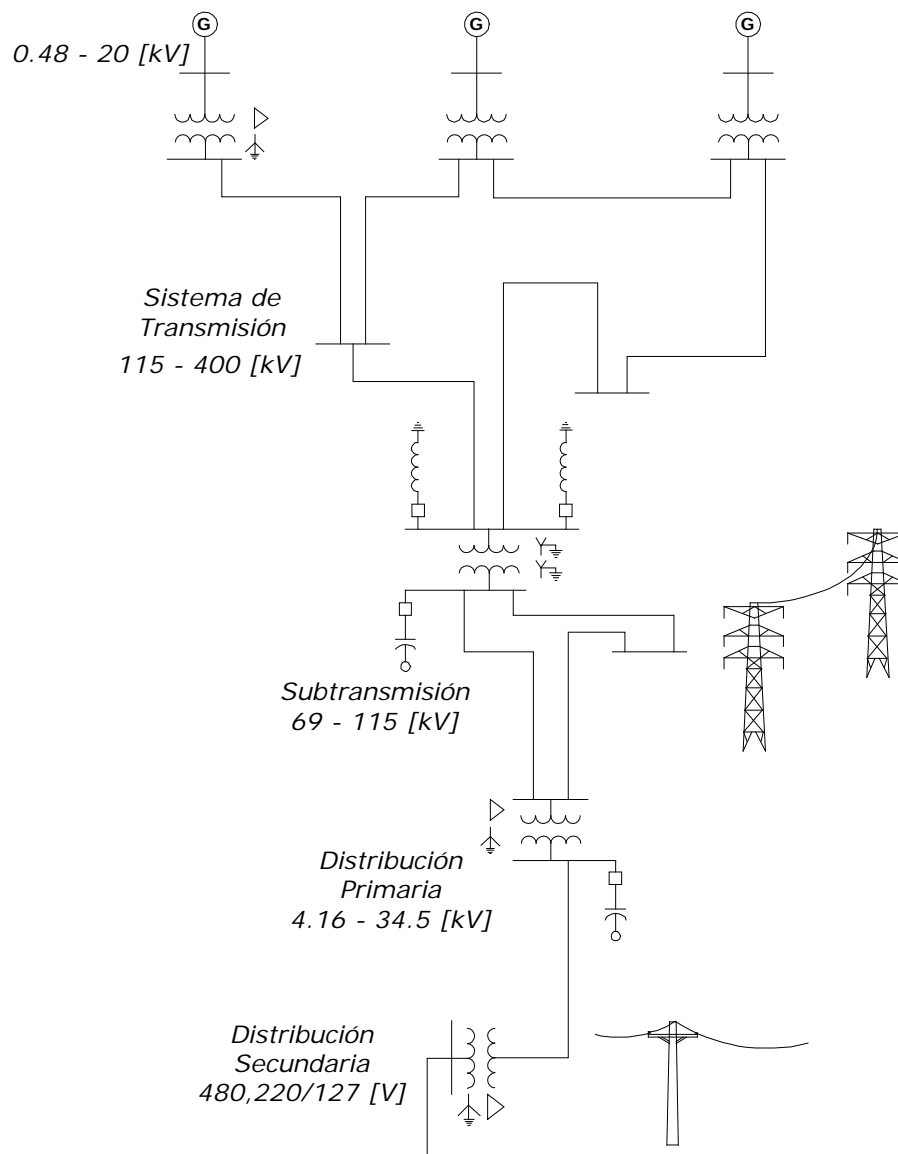 G
G
G
0.48 - 20 [kV]
Sistema de
Transmisión
115 - 400 [kV]
Subtransmisión
69 - 115 [kV]
Distribución
Primaria
4.16 - 34.5 [kV]
Distribución
Secundaria
480,220/127 [V]